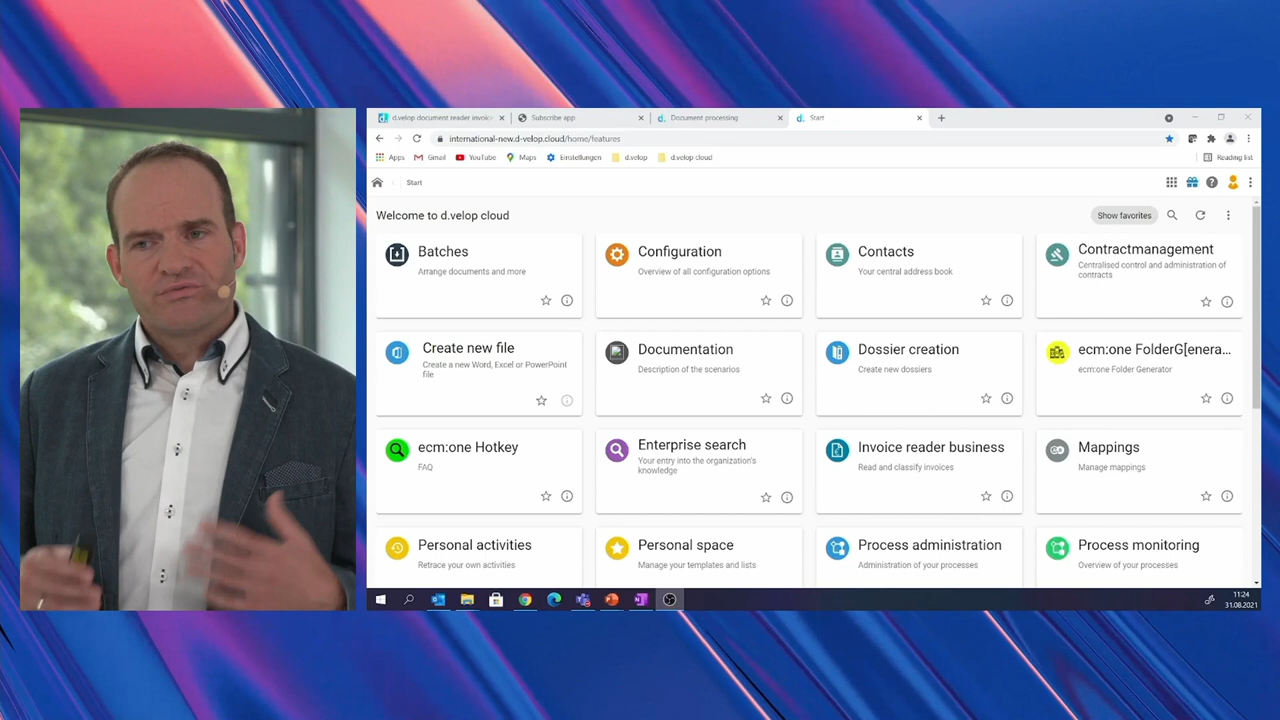 d.velop document reader invoic
Subscribe app
Document processing
Start
international-new.d-velop.cloud/home/features
Apps
Gmail
YouTube
Maps
Einstellungen
d.velop
d.velop cloud
Reading list
Start
Welcome to d.velop cloud
Show favorites
Batches
Arrange documents and more
Configuration
Overview of all configuration options
Contacts
Your central address book
Contractmanagement
Centralised control and administration of
contracts
Create new file
Create a new Word, Excel or PowerPoint
file
Documentation
Description of the scenarios
Dossier creation
Create new dossiers
ecm:one FolderG[enera...
ecm:one Folder Generator
ecm:one Hotkey
FAQ
Enterprise search
Your entry into the organization's
knowledge
Invoice reader business
Read and classify invoices
Mappings
Manage mappings
Personal activities
Retrace your own activities
Personal space
Manage your templates and lists
Process administration
Administration of your processes
Process monitoring
Overview of your processes
11:24
31.08.2021